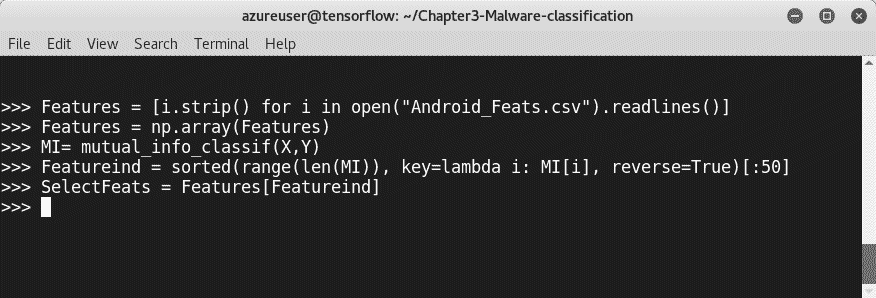 azureuser@tensorflow: ~/Chapter3-Malware-classification
File Edit View Search Terminal Help
>>> Features = [i.strip() for i in open("Android_Feats.csv").readlines()]
>>> Features = np.array(Features)
>>> MI= mutual_info_classif(X,Y)
>>> Featureind = sorted(range(len(MI)), key=lambda i: MI[i], reverse=True)[:50]
>>> SelectFeats = Features[Featureind]
>>>